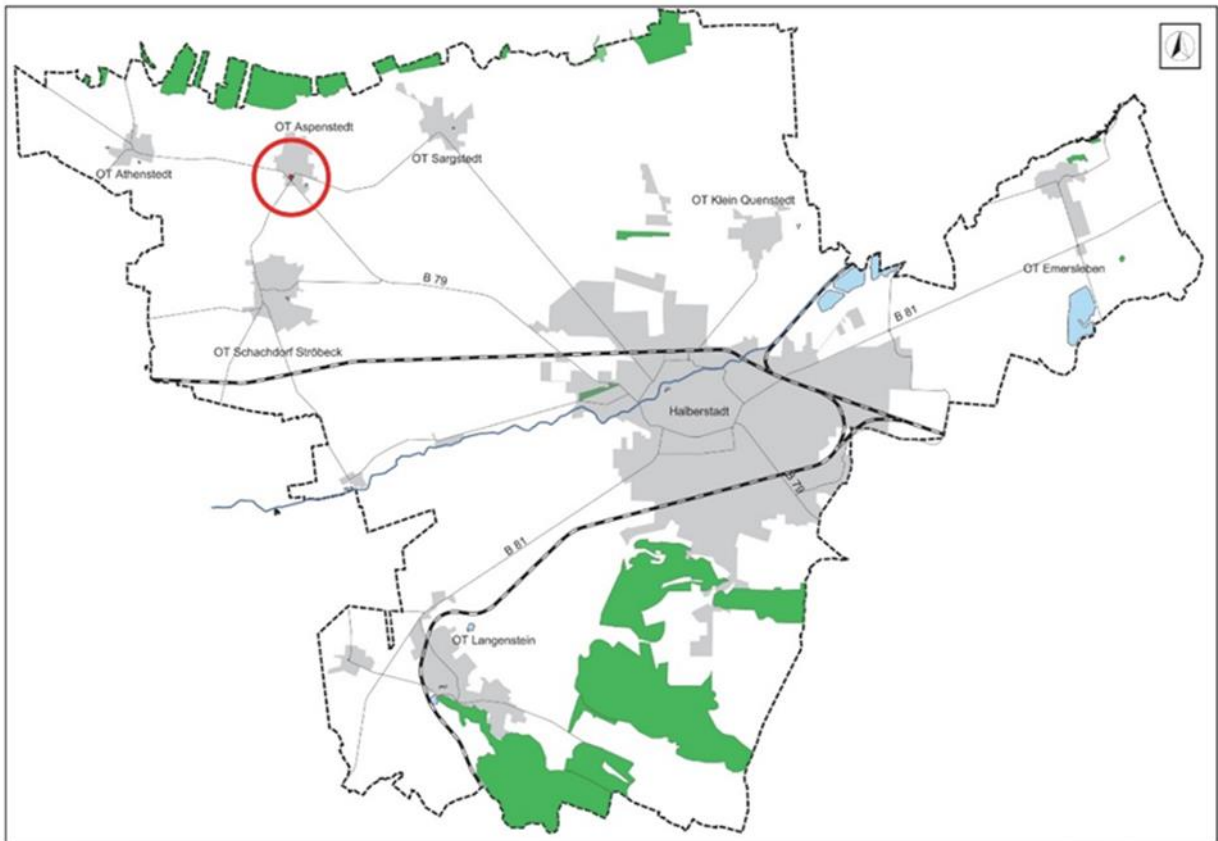 OT Aspenstedt
OT Sargstedt
OT Athenstedt
OT Klein Quenstedt
OT Emersleben
B 79
B 81
OT Schachdorf Ströbeck
Halberstadt
B 79
B 81
OT Langenstein